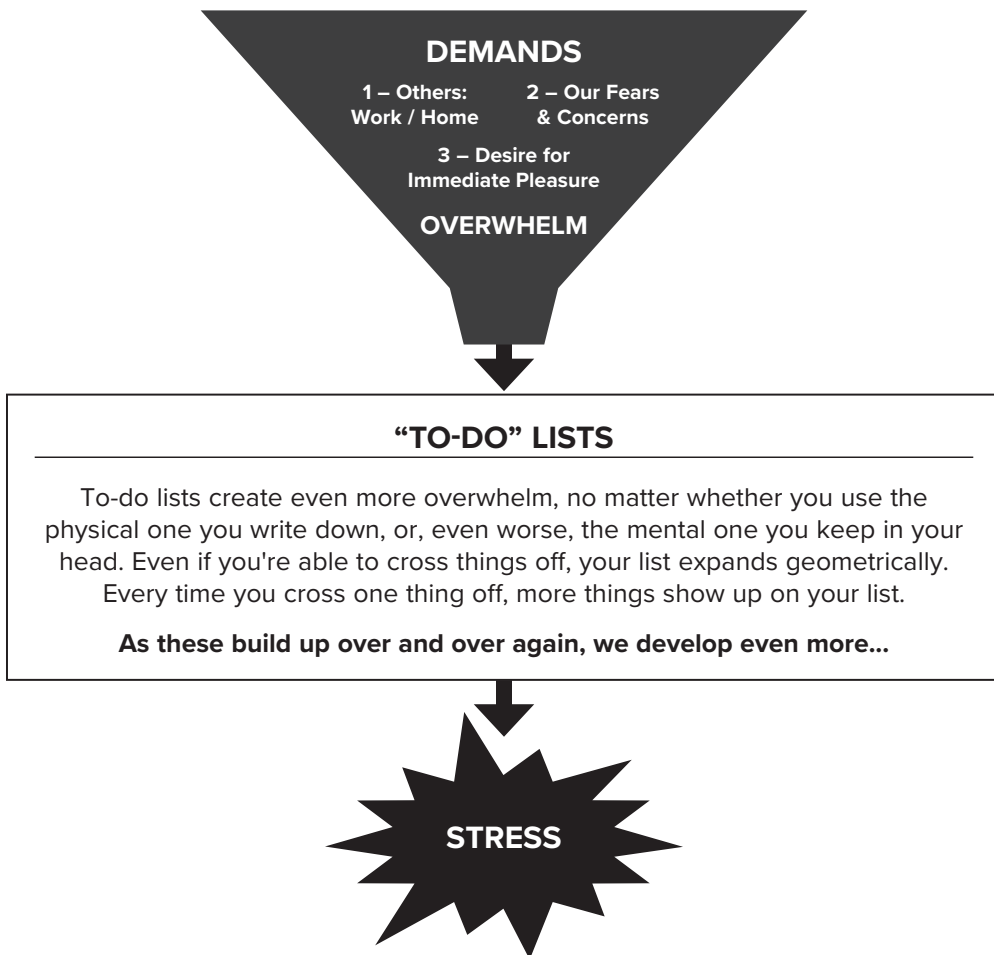 DEMANDS
1 – Others: 2 – Our Fears
Work / Home & Concerns
3 – Desire for
Immediate Pleasure
OVERWHELM
“TO-DO” LISTS
To-do lists create even more overwhelm, no matter whether you use the
physical one you write down, or, even worse, the mental one you keep in your
head. Even if you're able to cross things off, your list expands geometrically.
Every time you cross one thing off, more things show up on your list.
As these build up over and over again, we develop even more...
STRESS